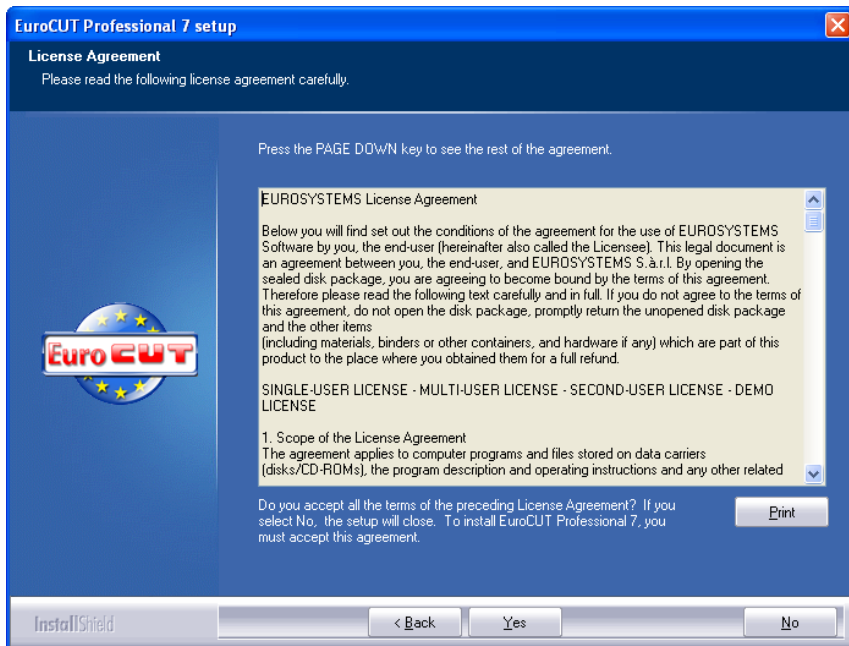 EuroCUT Professional 7 setup
License Agreement
Please read the following license agreement carefully.
Press the PAGE DOWN key to see the rest of the agreement.
EUROSYSTEMS License Agreement
Below you will find set out the conditions of the agreement for the use of EUROSYSTEMS
Software by you, the end-user (hereinafter also called the Licensee). This legal document is
an agreement between you, the end-user, and EUROSYSTEMS S.à.r.l. By opening the
sealed disk package, you are agreeing to become bound by the terms of this agreement.
Therefore please read the following text carefully and in full. If you do not agree to the terms of
this agreement, do not open the disk package, promptly return the unopened disk package
and the other items
(including materials, binders or other containers, and hardware if any) which are part of this
product to the place where you obtained them for a full refund.
SINGLE-USER LICENSE - MULTI-USER LICENSE - SECOND-USER LICENSE - DEMO
LICENSE
1. Scope of the License Agreement
The agreement applies to computer programs and files stored on data carriers
(disks/CD-ROMs), the program description and operating instructions and any other related
Euro CUT
Do you accept all the terms of the preceding License Agreement? If you
select No, the setup will close. To install EuroCUT Professional 7, you
must accept this agreement.
Print
InstallShield
< Back
Yes
No